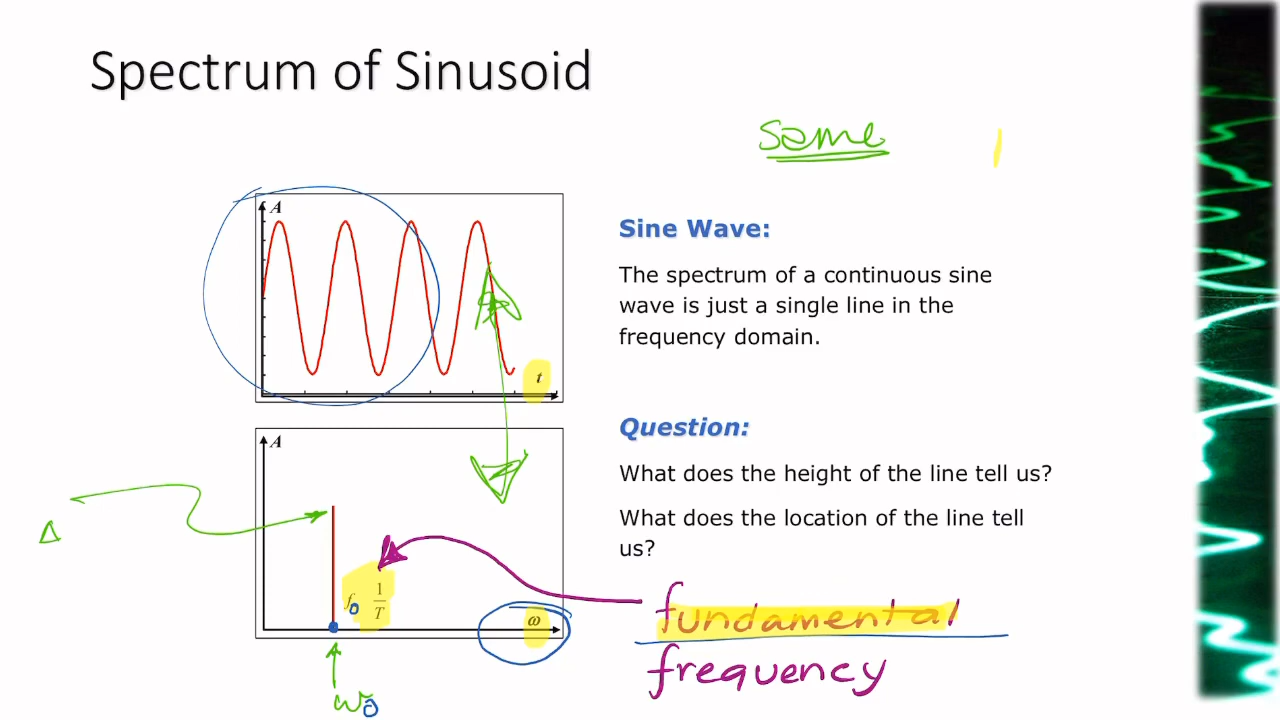 Spectrum of Sinusoid
same
A
t
Sine Wave:
The spectrum of a continuous sine
wave is just a single line in the
frequency domain.
A
Question:
What does the height of the line tell us?
What does the location of the line tell
us?
f0 1/T
ω
fundamental
frequency
ω0